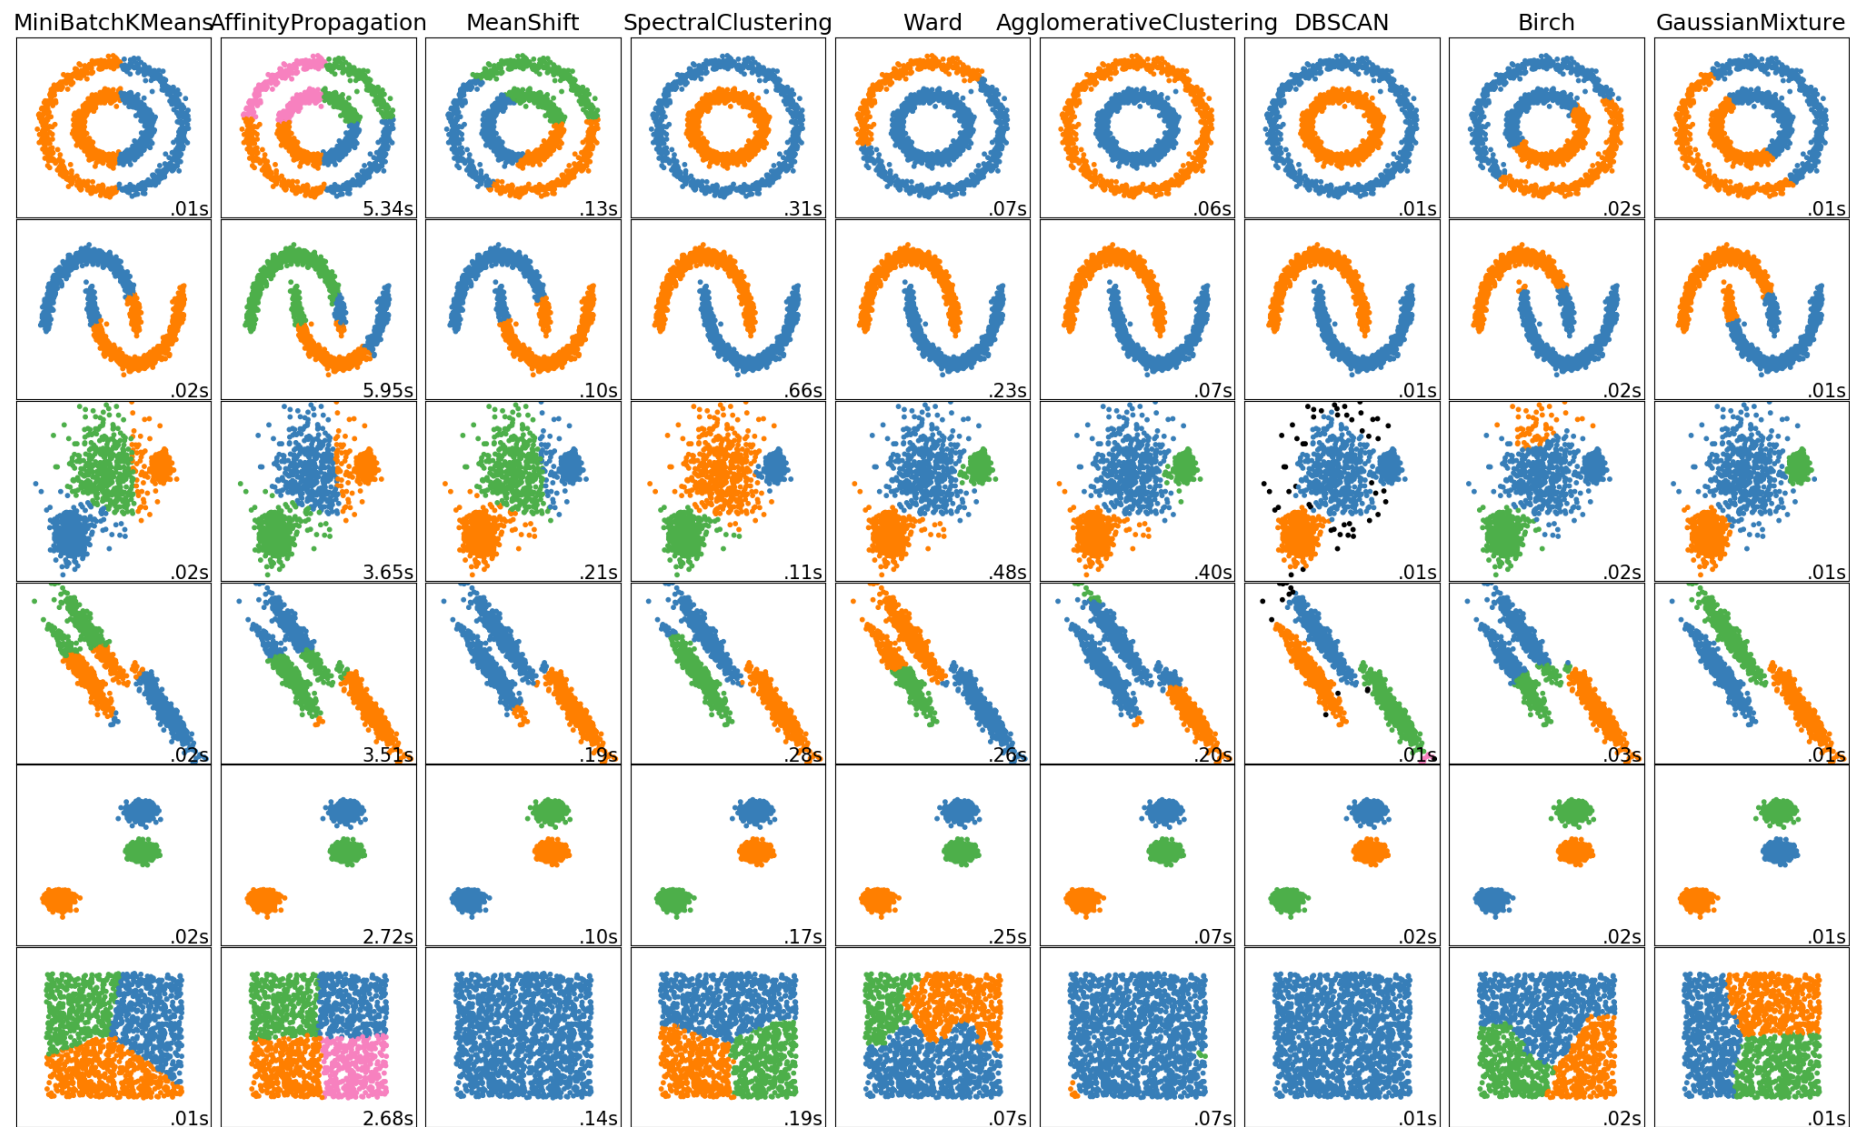 MiniBatchKMeans AffinityPropagation MeanShift SpectralClustering Ward AgglomerativeClustering DBSCAN Birch GaussianMixture
.01s 5.34s .13s .31s .07s .06s .01s .02s .01s
.02s 5.95s .10s .66s .23s .07s .01s .02s .01s
.02s 3.65s .21s .11s .48s .40s .01s .02s .01s
.02s 3.51s .19s .28s .26s .20s .01s .03s .01s
.02s 2.72s .10s .17s .25s .07s .02s .02s .01s
.01s 2.68s .14s .19s .07s .07s .01s .02s .01s